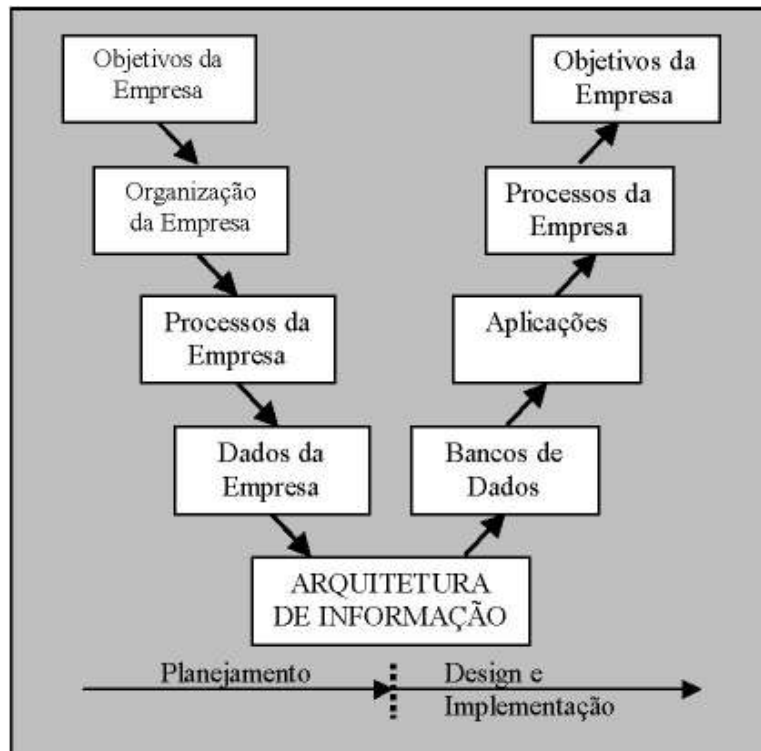 Objetivos da
Empresa
Organização
da Empresa
Processos da
Empresa
Dados da
Empresa
ARQUITETURA
DE INFORMAÇÃO
Bancos de
Dados
Aplicações
Processos da
Empresa
Objetivos da
Empresa
Planejamento
Design e
Implementação